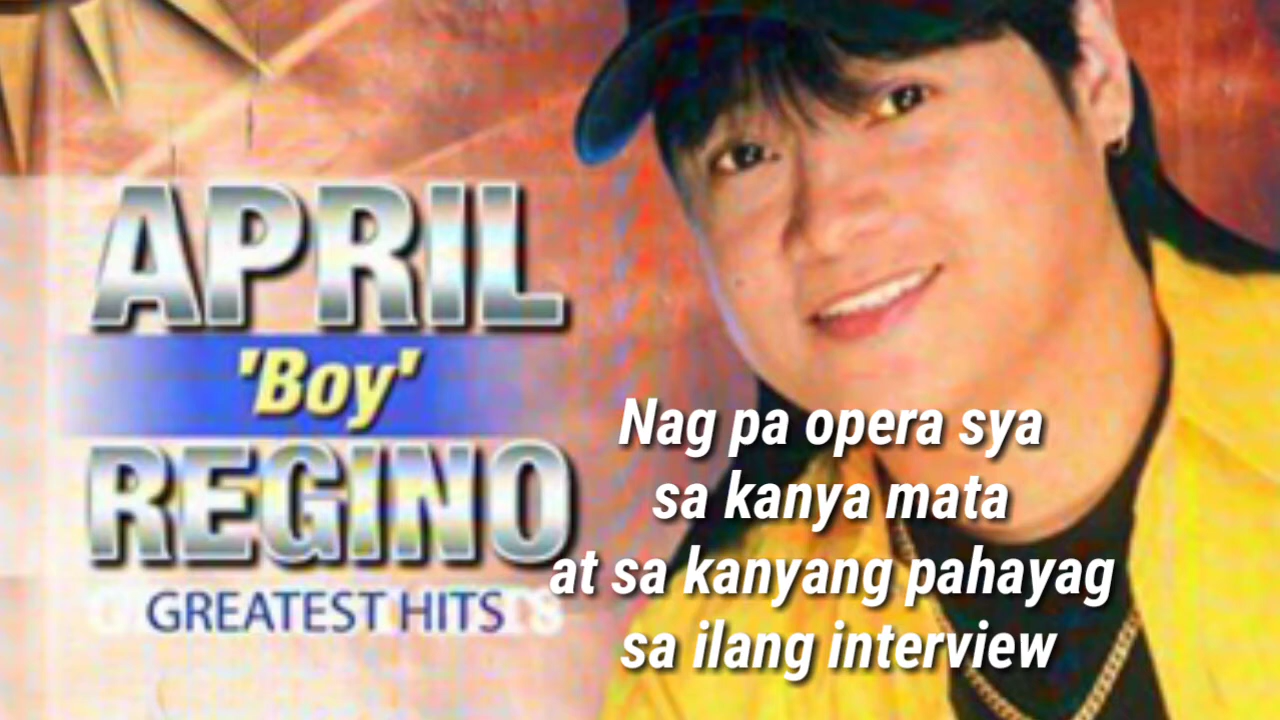 APRIL
'Boy'
REGINO
GREATEST HITS
Nag pa opera sya
sa kanya mata
at sa kanyang pahayag
sa ilang interview